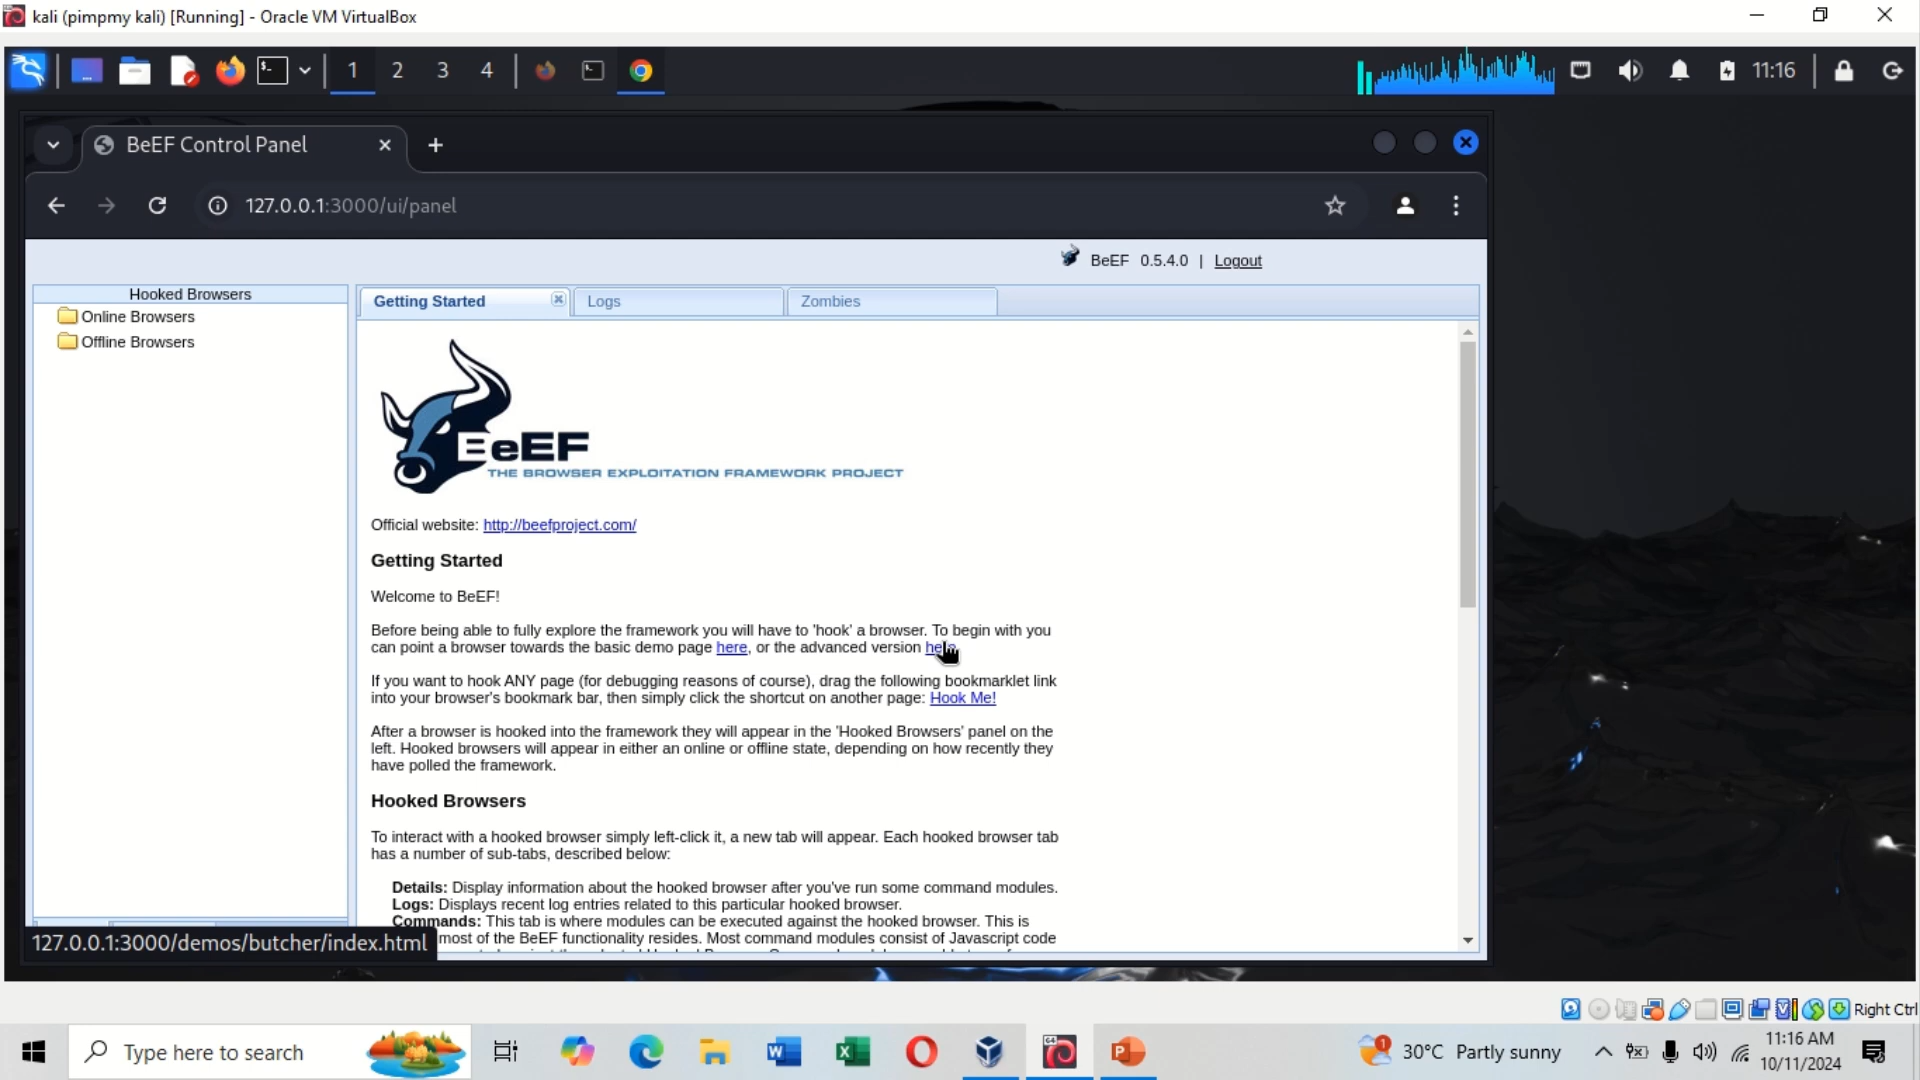 kali (pimpmy kali) [Running] - Oracle VM VirtualBox
1 2 3 4
11:16
BeEF Control Panel
127.0.0.1:3000/ui/panel
BeEF 0.5.4.0 | Logout
Hooked Browsers
Online Browsers
Offline Browsers
Getting Started
Logs
Zombies
BeEF
THE BROWSER EXPLOITATION FRAMEWORK PROJECT
Official website: http://beefproject.com/
Getting Started
Welcome to BeEF!
Before being able to fully explore the framework you will have to 'hook' a browser. To begin with you
can point a browser towards the basic demo page here, or the advanced version
If you want to hook ANY page (for debugging reasons of course), drag the following bookmarklet link
into your browser's bookmark bar, then simply click the shortcut on another page: Hook Me!
After a browser is hooked into the framework they will appear in the 'Hooked Browsers' panel on the
left. Hooked browsers will appear in either an online or offline state, depending on how recently they
have polled the framework.
Hooked Browsers
To interact with a hooked browser simply left-click it, a new tab will appear. Each hooked browser tab
has a number of sub-tabs, described below:
Details: Display information about the hooked browser after you've run some command modules.
Logs: Displays recent log entries related to this particular hooked browser.
Commands: This tab is where modules can be executed against the hooked browser. This is
most of the BeEF functionality resides. Most command modules consist of Javascript code
127.0.0.1:3000/demos/butcher/index.html
Right Ctrl
Type here to search
30°C Partly sunny
11:16 AM
10/11/2024